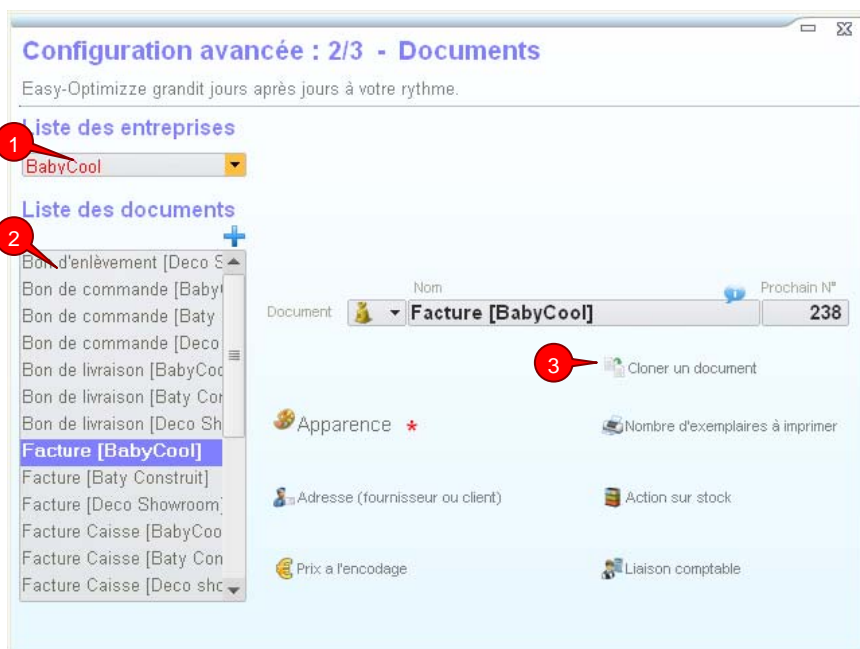 Configuration avancée : 2/3 - Documents
Easy-Optimizze grandit jours après jours à votre rythme.
Liste des entreprises
1
BabyCool
Liste des documents
2
Bon d'enlèvement [Deco S
Bon de commande [Baby
Bon de commande [Baty
Bon de commande [Deco
Bon de livraison [BabyCoo
Bon de livraison [Baty Con
Bon de livraison [Deco Sh
Facture [BabyCool]
Facture [Baty Construit]
Facture [Deco Showroom]
Facture Caisse [BabyCoo
Facture Caisse [Baty Con
Facture Caisse [Deco sho
Nom Prochain N°
Document Facture [BabyCool] 238
3 Cloner un document
Apparence * Nombre d'exemplaires à imprimer
Adresse (fournisseur ou client) Action sur stock
Prix a l'encodage Liaison comptable